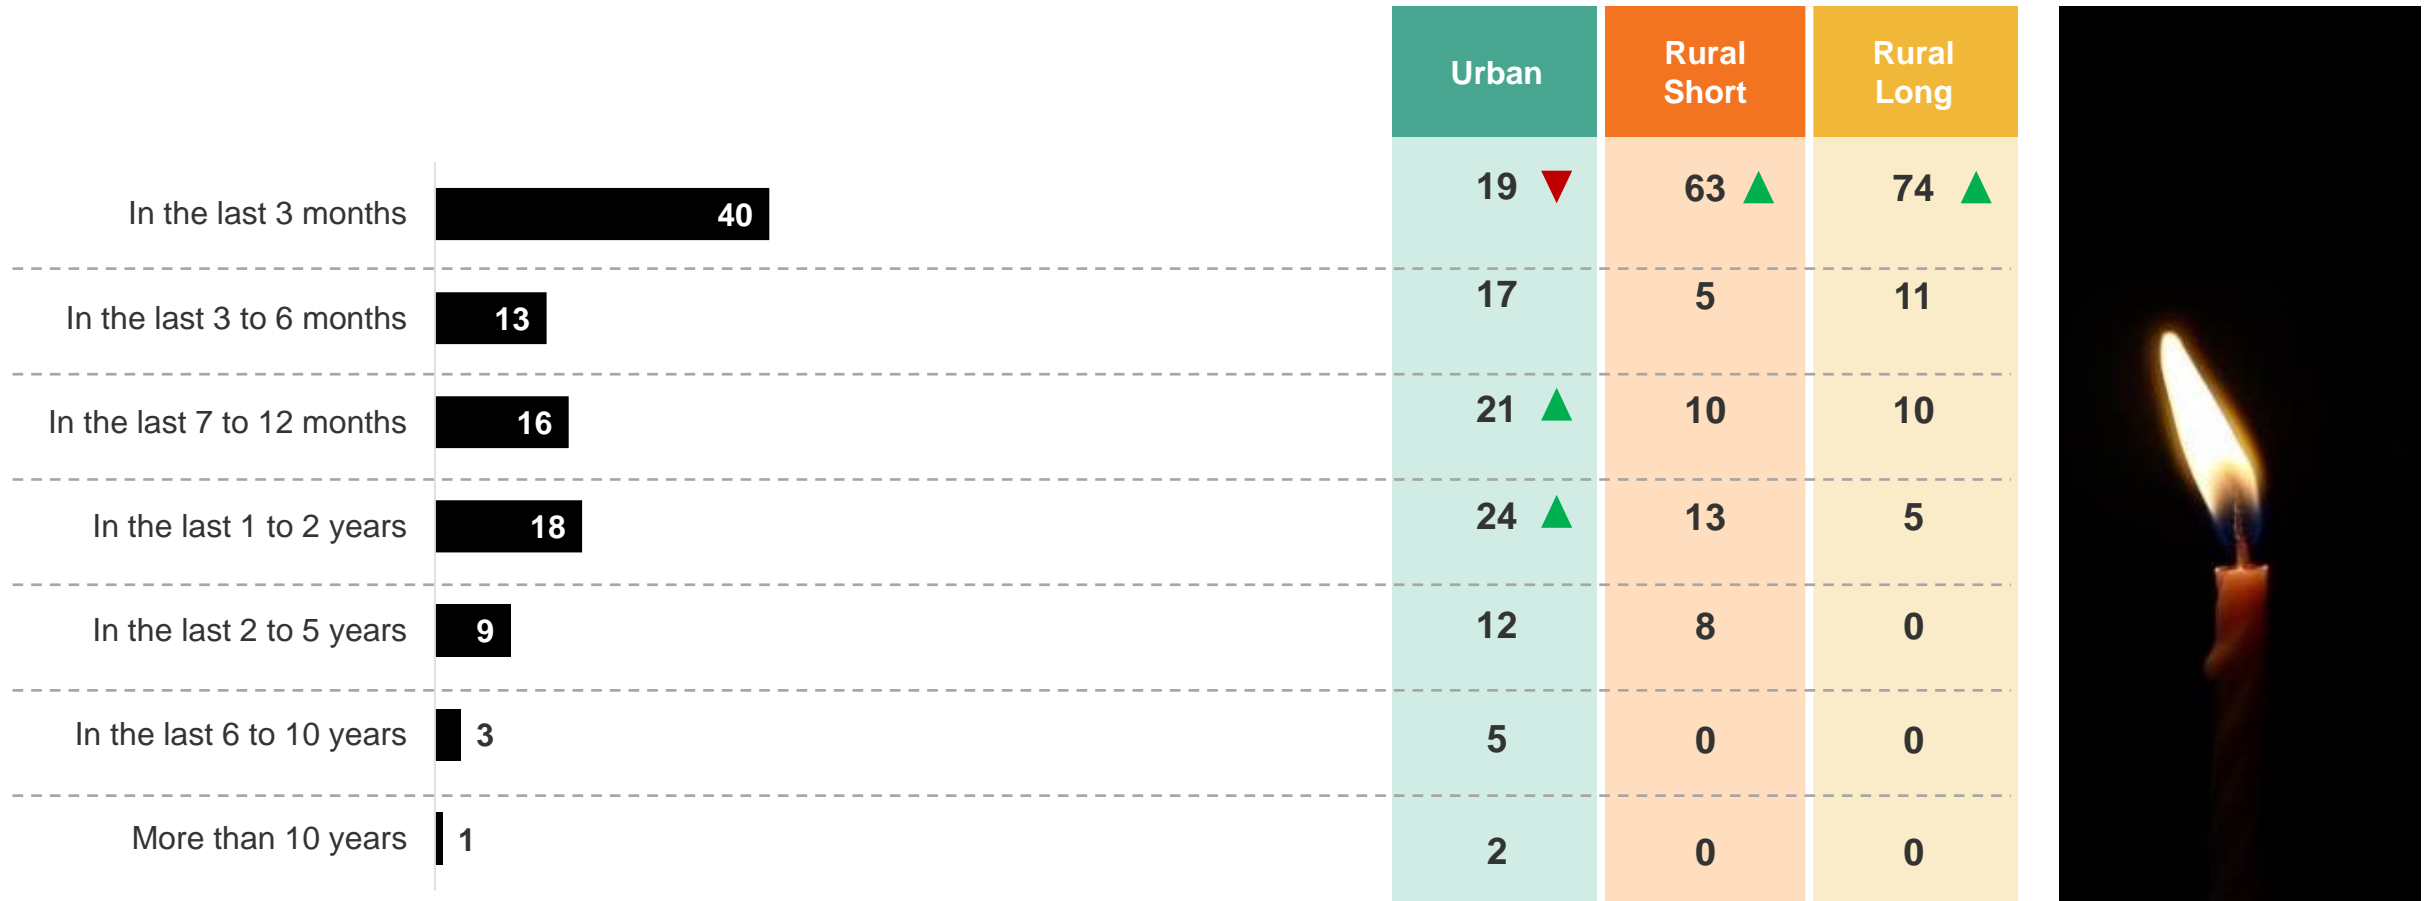 Urban
Rural
Short
Rural
Long
In the last 3 months 40 19 63 74
In the last 3 to 6 months 13 17 5 11
In the last 7 to 12 months 16 21 10 10
In the last 1 to 2 years 18 24 13 5
In the last 2 to 5 years 9 12 8 0
In the last 6 to 10 years 3 5 0 0
More than 10 years 1 2 0 0